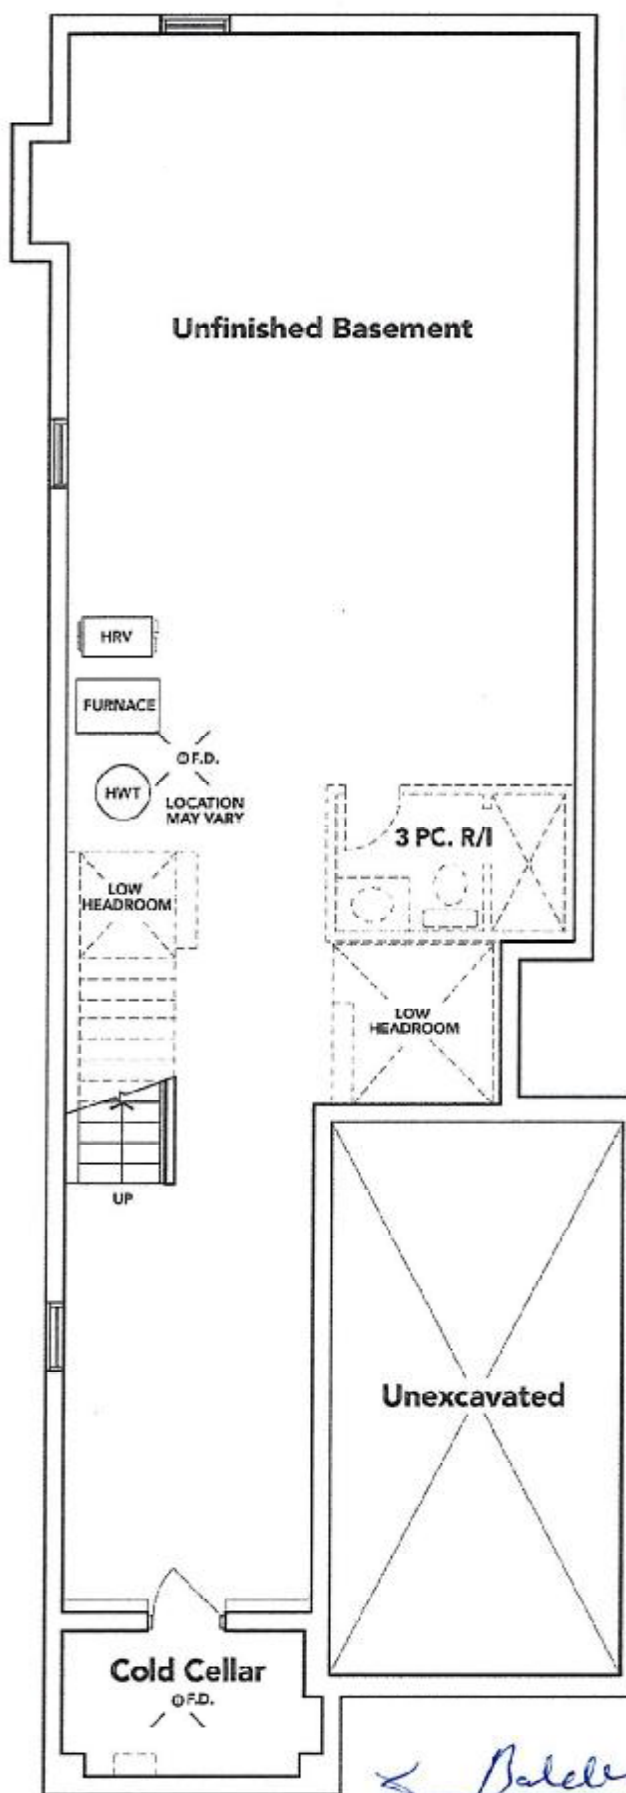 Unfinished Basement
HRV
FURNACE
F.D.
HWT
LOCATION
MAY VARY
3 PC. R/I
LOW
HEADROOM
LOW
HEADROOM
UP
Unexcavated
Cold Cellar
F.D.